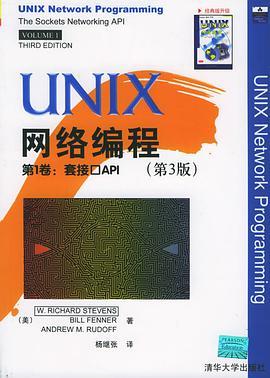 UNIX Network Programming
The Sockets Networking API
VOLUME 1
THIRD EDITION
经典版升级
UNIX
UNIX
网络编程
第1卷：套接口API
（第3版）
W. RICHARD STEVENS
(美) BILL FENNER 著
ANDREW M. RUDOFF
杨继张 译
PEARSON
Education
清华大学出版社
UNIX Network Programming